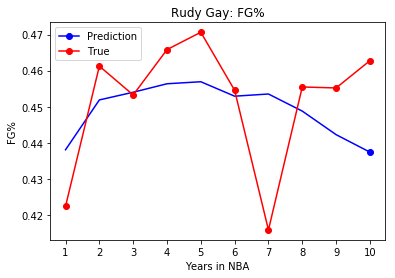 Rudy Gay: FG%
Prediction
True
0.47
0.46
0.45
0.44
0.43
0.42
FG%
1 2 3 4 5 6 7 8 9 10
Years in NBA